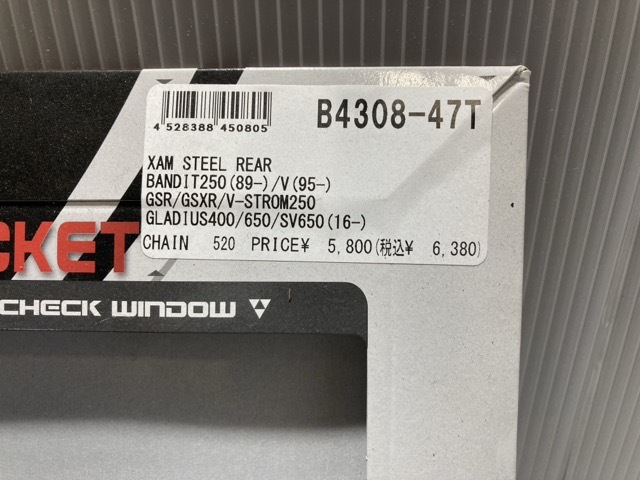 4 528388 450805
B4308-47T
XAM STEEL REAR
BANDIT250(89-)/V(95-)
GSR/GSXR/V-STROM250
GLADIUS400/650/SV650(16-)
CHAIN 520 PRICE¥ 5,800(税込¥ 6,380)
CKET
CHECK WINDOW